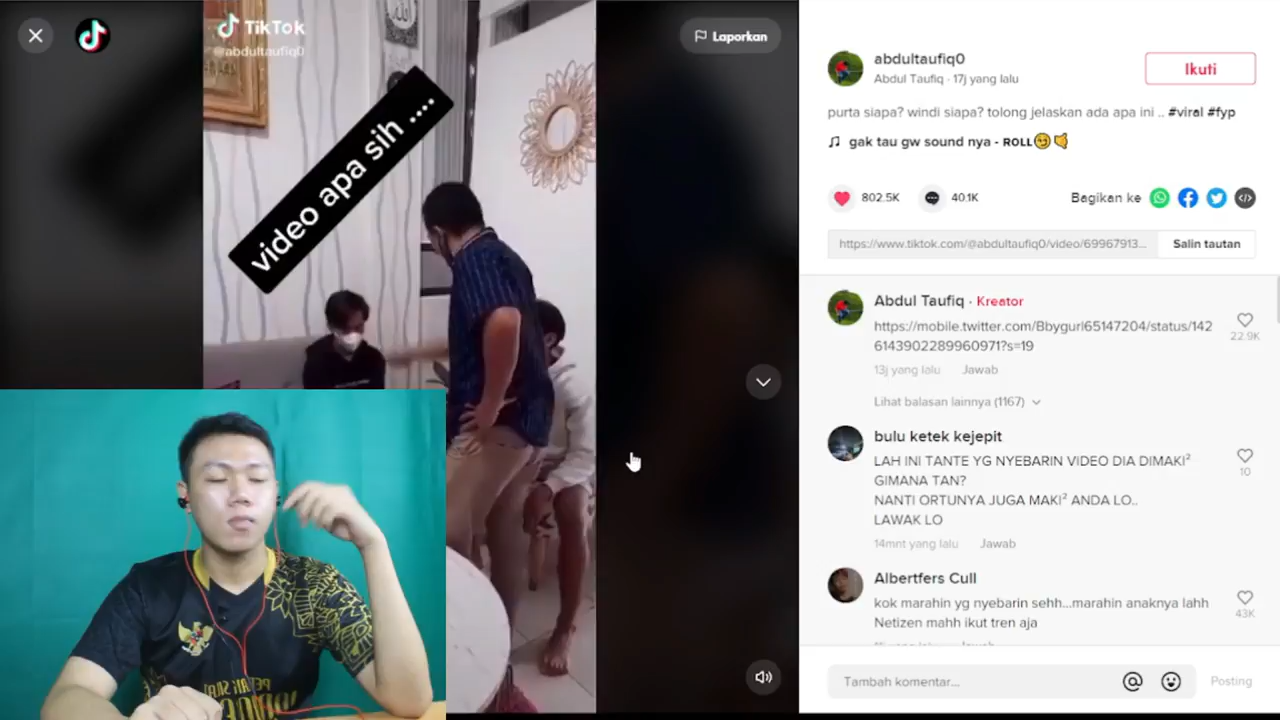 TikTok
@abdultaufiq0
video apa sih ....
Laporkan
abdultaufiq0
Abdul Taufiq · 17j yang lalu
Ikuti
purta siapa? windi siapa? tolong jelaskan ada apa ini .. #viral #fyp
gak tau gw sound nya - ROLL
802.5K
40.1K
Bagikan ke
https://www.tiktok.com/@abdultaufiq0/video/69967913...
Salin tautan
Abdul Taufiq · Kreator
https://mobile.twitter.com/Bbygurl65147204/status/142
6143902289960971?s=19
22.9K
13j yang lalu Jawab
Lihat balasan lainnya (1167)
bulu ketek kejepit
LAH INI TANTE YG NYEBARIN VIDEO DIA DIMAKI²
GIMANA TAN?
NANTI ORTUNYA JUGA MAKI² ANDA LO..
LAWAK LO
10
14mnt yang lalu Jawab
Albertfers Cull
kok marahin yg nyebarin sehh...marahin anaknya lahh
Netizen mahh ikut tren aja
43K
Tambah komentar...
Posting